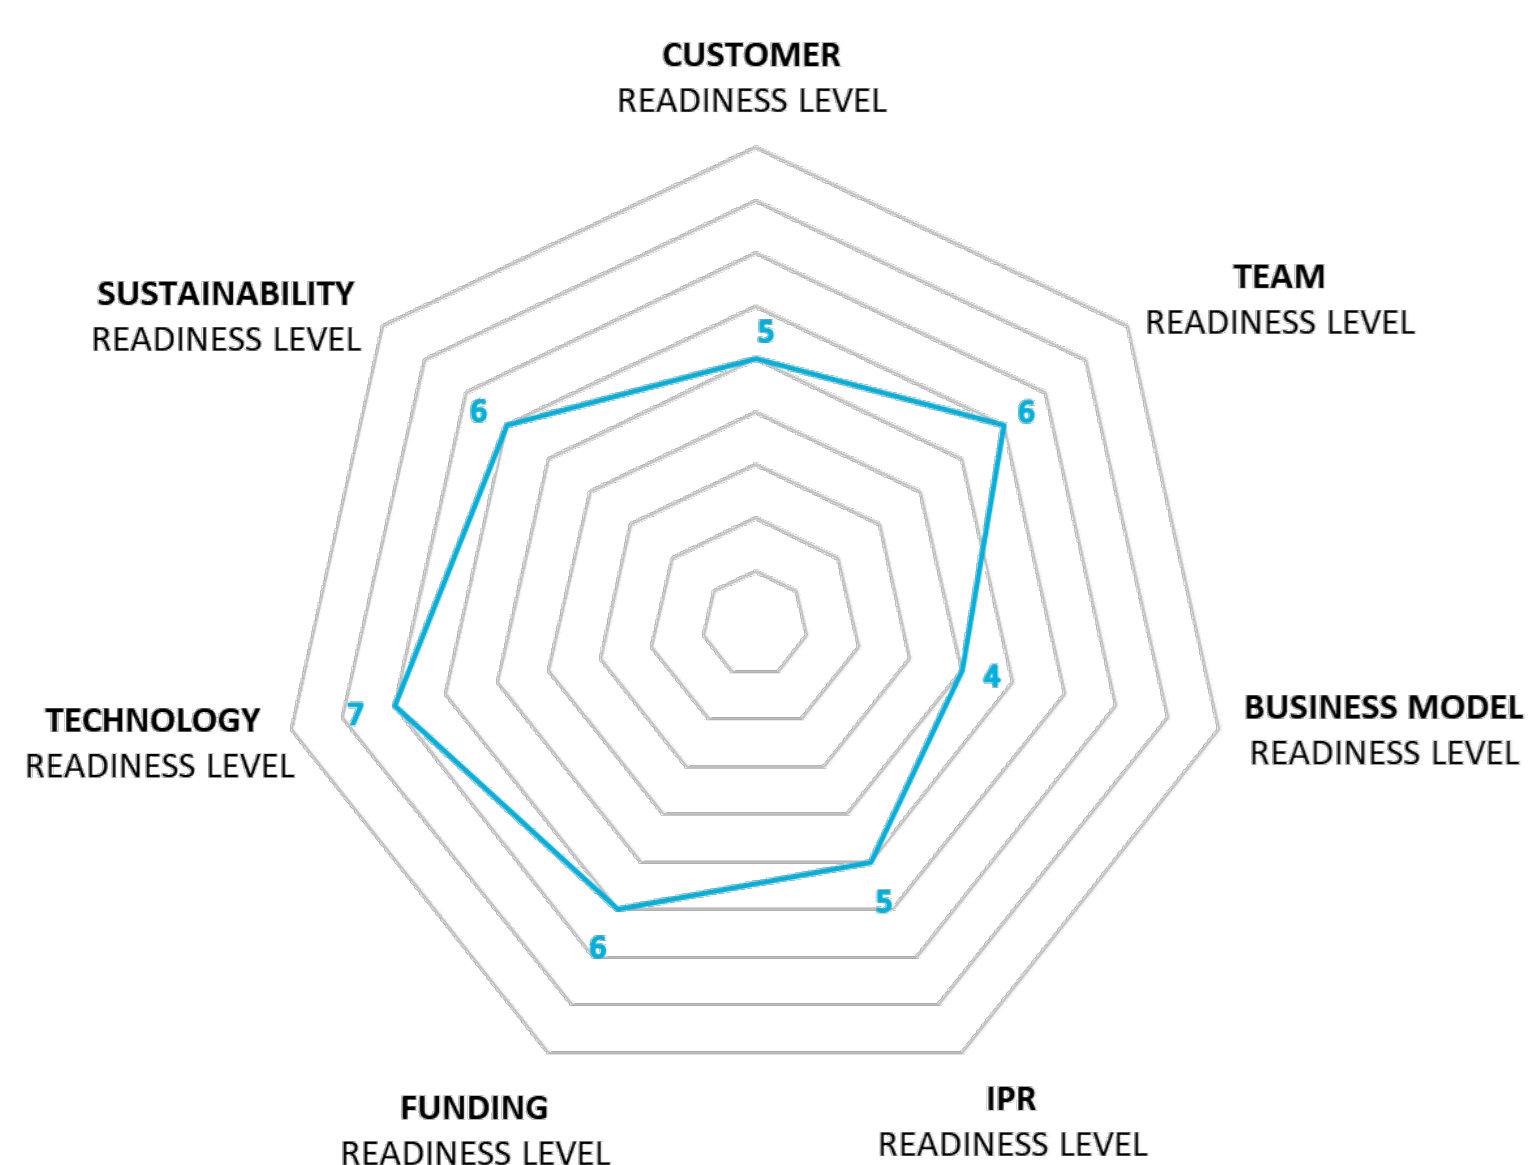 CUSTOMER
READINESS LEVEL
TEAM
READINESS LEVEL
SUSTAINABILITY
READINESS LEVEL
5
6
6
4
7
BUSINESS MODEL
READINESS LEVEL
TECHNOLOGY
READINESS LEVEL
5
6
IPR
READINESS LEVEL
FUNDING
READINESS LEVEL